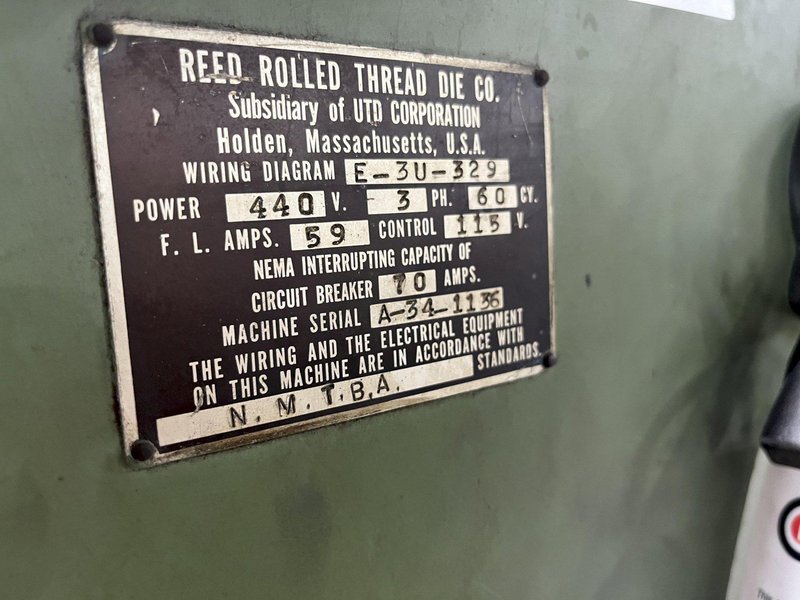 REED ROLLED THREAD DIE CO.
Subsidiary of UTD CORPORATION
Holden, Massachusetts, U.S.A.
WIRING DIAGRAM E-3U-329
POWER 440 V. 3 PH. 60 CY.
F. L. AMPS. 59 CONTROL 115 V.
NEMA INTERRUPTING CAPACITY OF
CIRCUIT BREAKER 70 AMPS.
MACHINE SERIAL A-34-1136
THE WIRING AND THE ELECTRICAL EQUIPMENT
ON THIS MACHINE ARE IN ACCORDANCE WITH
N.M.T.B.A. STANDARDS.